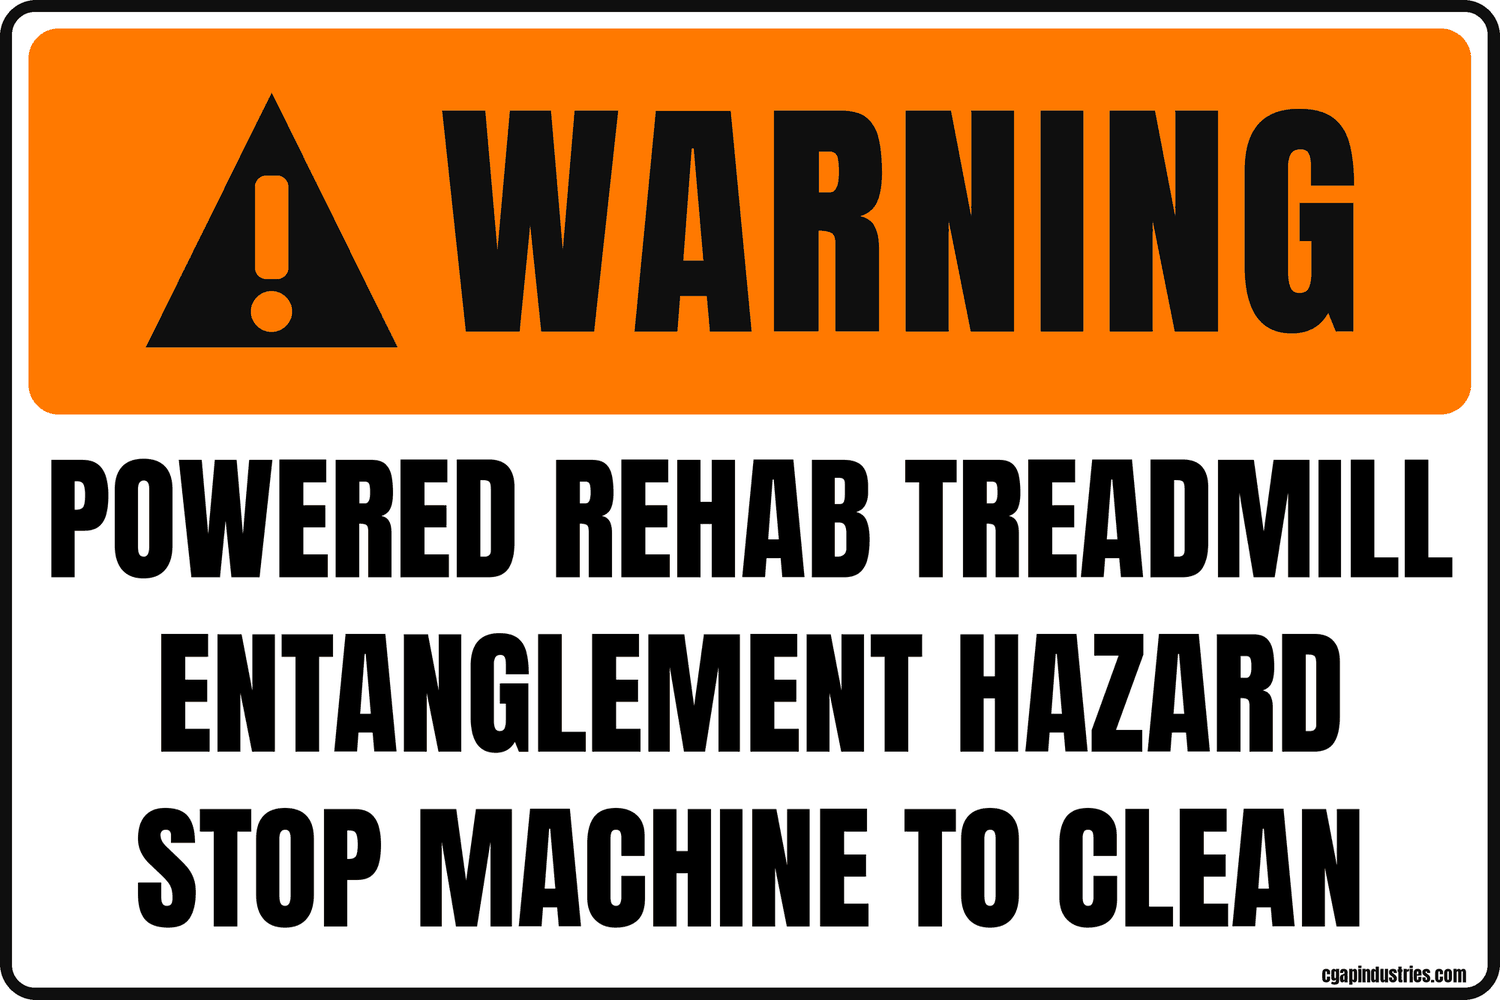 WARNING
POWERED REHAB TREADMILL
ENTANGLEMENT HAZARD
STOP MACHINE TO CLEAN
cgapindustries.com